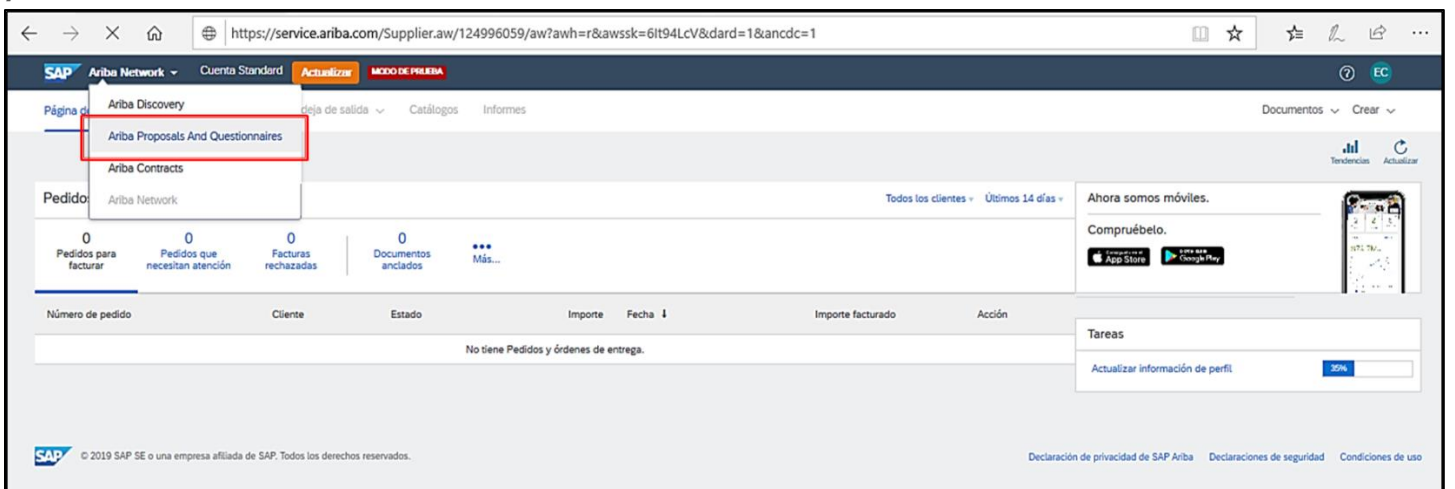 https://service.ariba.com/Supplier.aw/124996059/aw?awh=r&awssk=6It94LcV&dard=1&ancdc=1
SAP Ariba Network Cuenta Standard Actualizar MODO DE PRUEBA ? EC
Página de deja de salida Catálogos Informes Documentos Crear
Ariba Discovery
Ariba Proposals And Questionnaires
Ariba Contracts
Ariba Network
Tendencias Actualizar
Pedido Todos los clientes Últimos 14 días
0 Pedidos para facturar
0 Pedidos que necesitan atención
0 Facturas rechazadas
0 Documentos anclados
Más...
Número de pedido Cliente Estado Importe Fecha Importe facturado Acción
No tiene Pedidos y órdenes de entrega.
Ahora somos móviles.
Compruébelo.
App Store Google Play
Tareas
Actualizar información de perfil 35%
SAP © 2019 SAP SE o una empresa afiliada de SAP. Todos los derechos reservados.
Declaración de privacidad de SAP Ariba Declaraciones de seguridad Condiciones de uso